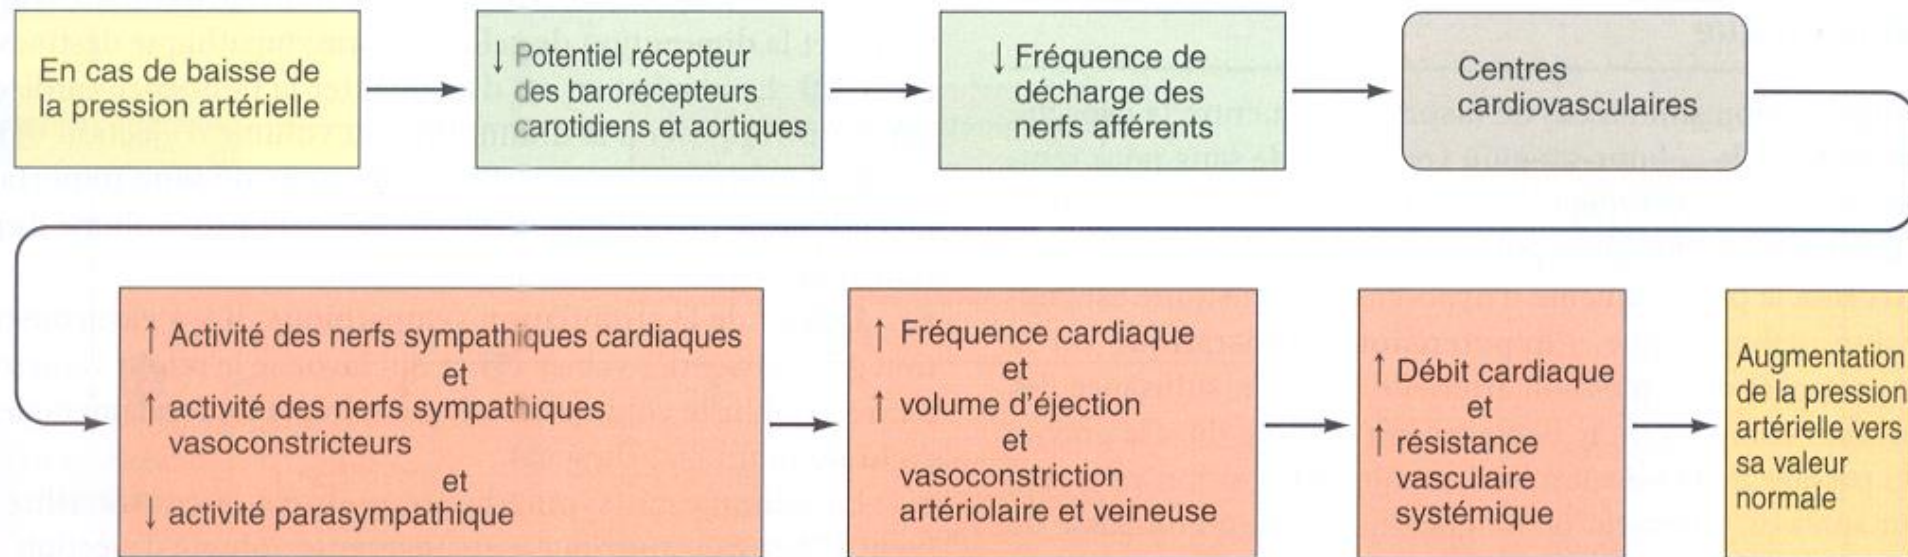 En cas de baisse de
la pression artérielle
↓ Potentiel récepteur
des barorécepteurs
carotidiens et aortiques
↓ Fréquence de
décharge des
nerfs afférents
Centres
cardiovasculaires
↑ Activité des nerfs sympathiques cardiaques
et
↑ activité des nerfs sympathiques
vasoconstricteurs
et
↓ activité parasympathique
↑ Fréquence cardiaque
et
↑ volume d'éjection
et
vasoconstriction
artériolaire et veineuse
↑ Débit cardiaque
et
↑ résistance
vasculaire
systémique
Augmentation
de la pression
artérielle vers
sa valeur
normale